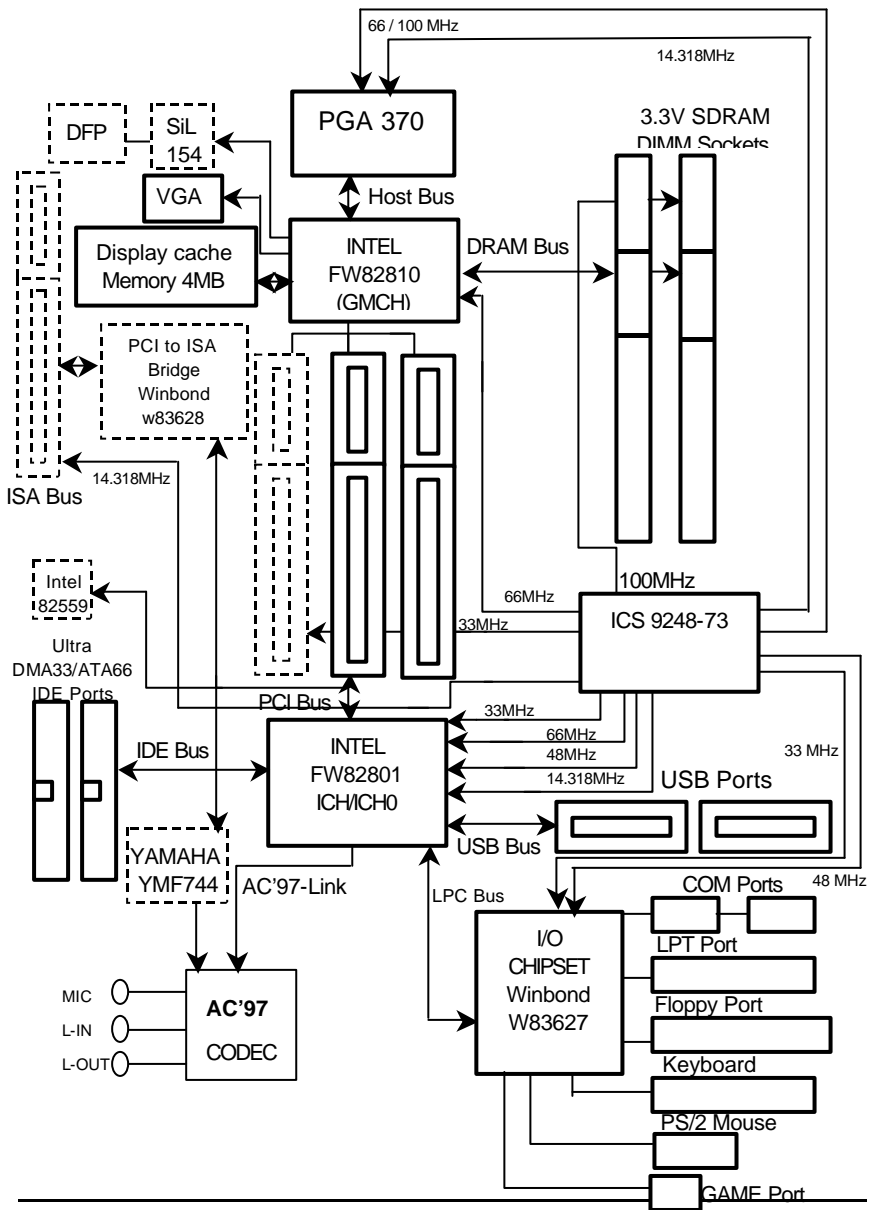 66 / 100 MHz
14.318MHz
DFP
SiL
154
PGA 370
3.3V SDRAM
DIMM Sockets
VGA
Host Bus
Display cache
Memory 4MB
INTEL
FW82810
(GMCH)
DRAM Bus
PCI to ISA
Bridge
Winbond
w83628
14.318MHz
ISA Bus
Intel
82559
100MHz
66MHz
ICS 9248-73
33MHz
Ultra
DMA33/ATA66
IDE Ports
PCI Bus
33MHz
66MHz
48MHz
14.318MHz
33 MHz
IDE Bus
INTEL
FW82801
ICH/ICH0
USB Ports
USB Bus
YAMAHA
YMF744
AC'97-Link
LPC Bus
48 MHz
COM Ports
I/O
CHIPSET
Winbond
W83627
LPT Port
Floppy Port
Keyboard
PS/2 Mouse
GAME Port
MIC
L-IN
L-OUT
AC'97
CODEC